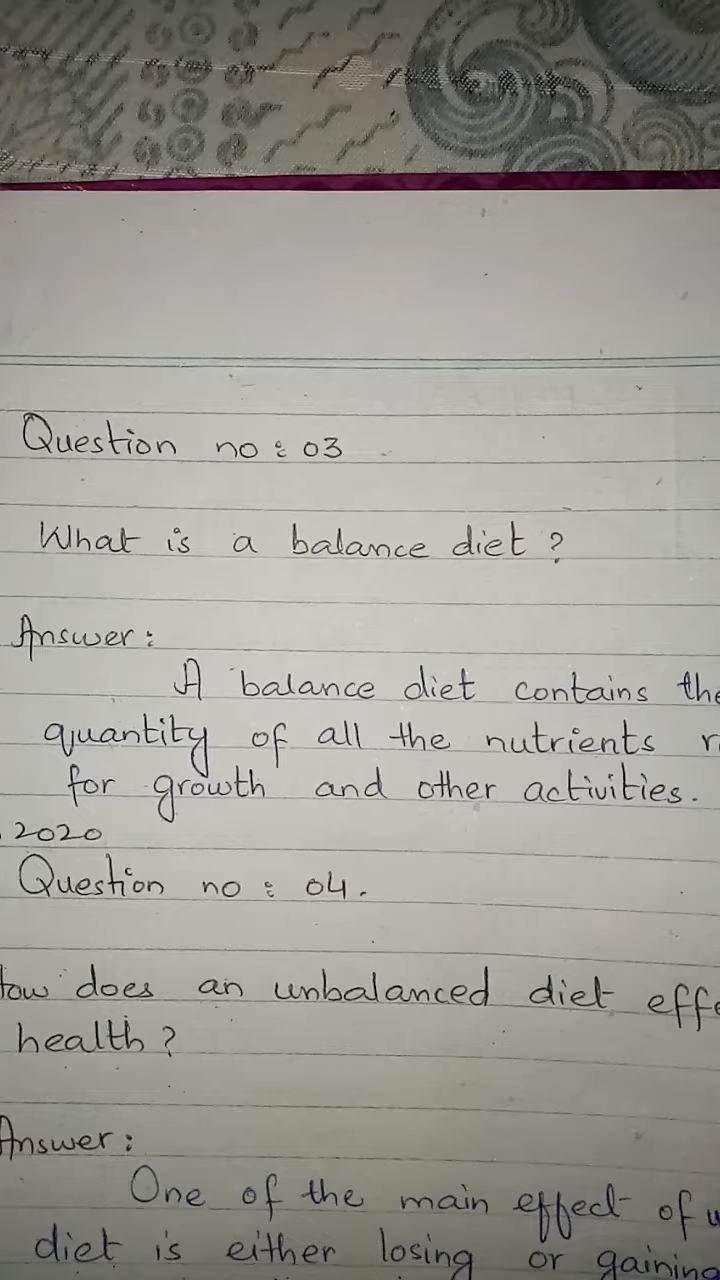 Question no : 03
What is a balance diet ?
Answer :
A balance diet contains the
quantity of all the nutrients
for growth and other activities.
2020
Question no : 04.
How does an unbalanced diet
health ?
Answer :
One of the main effect of
diet is either losing or gaining